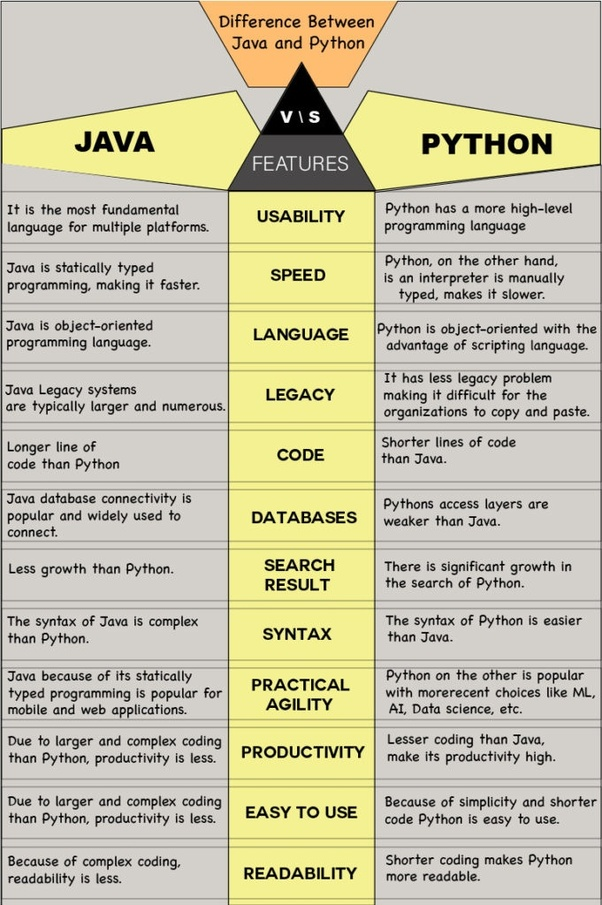 Difference Between
Java and Python
V \ S
JAVA
FEATURES
PYTHON
It is the most fundamental
language for multiple platforms.
USABILITY
Python has a more high-level
programming language
Java is statically typed
programming, making it faster.
SPEED
Python, on the other hand,
is an interpreter is manually
typed, makes it slower.
Java is object-oriented
programming language.
LANGUAGE
Python is object-oriented with the
advantage of scripting language.
Java Legacy systems
are typically larger and numerous.
LEGACY
It has less legacy problem
making it difficult for the
organizations to copy and paste.
Longer line of
code than Python
CODE
Shorter lines of code
than Java.
Java database connectivity is
popular and widely used to
connect.
DATABASES
Pythons access layers are
weaker than Java.
Less growth than Python.
SEARCH
RESULT
There is significant growth in
the search of Python.
The syntax of Java is complex
than Python.
SYNTAX
The syntax of Python is easier
than Java.
Java because of its statically
typed programming is popular for
mobile and web applications.
PRACTICAL
AGILITY
Python on the other is popular
with morerecent choices like ML,
AI, Data science, etc.
Due to larger and complex coding
than Python, productivity is less.
PRODUCTIVITY
Lesser coding than Java,
make its productivity high.
Due to larger and complex coding
than Python, productivity is less.
EASY TO USE
Because of simplicity and shorter
code Python is easy to use.
Because of complex coding,
readability is less.
READABILITY
Shorter coding makes Python
more readable.